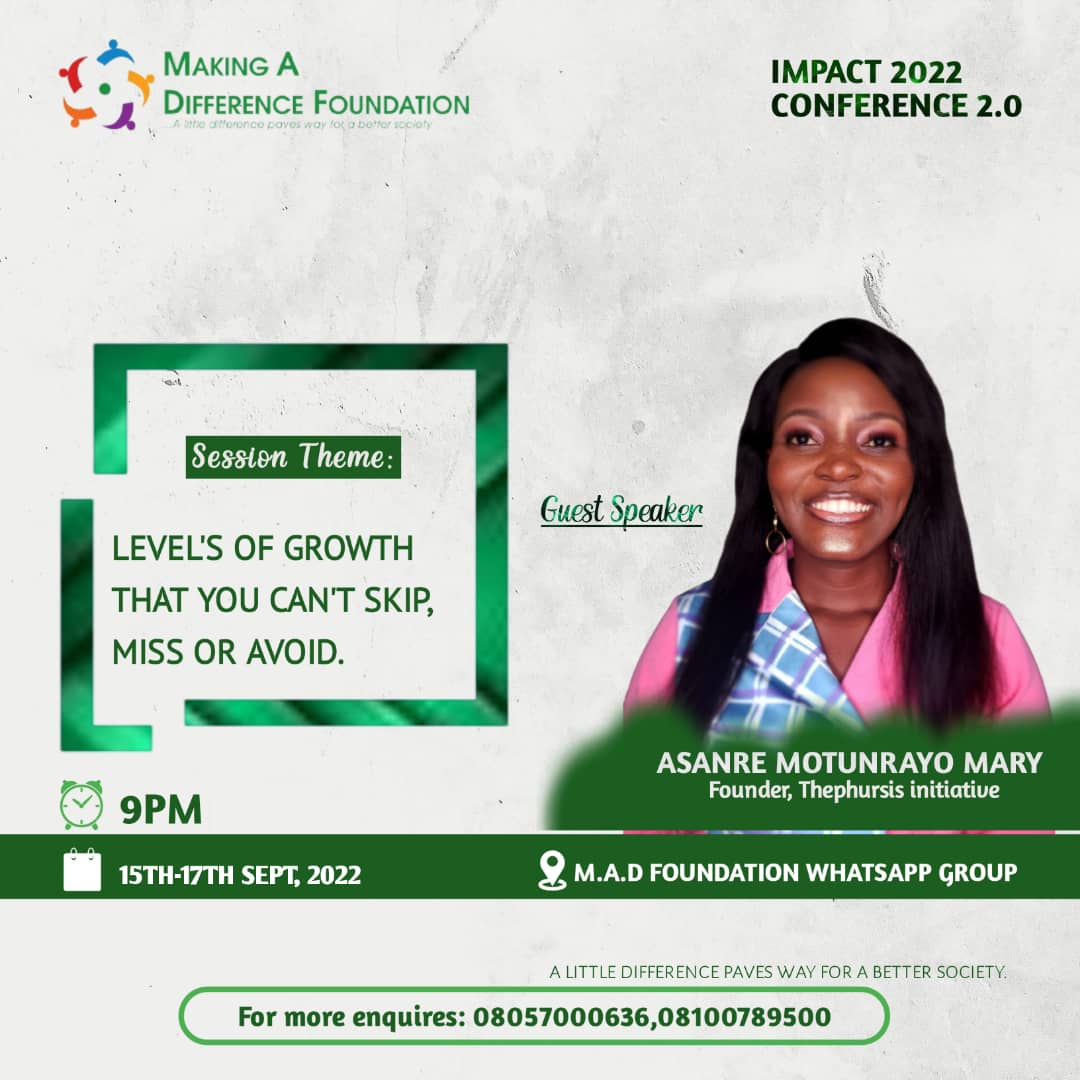 MAKING A
DIFFERENCE FOUNDATION
...A little difference paves way for a better society
IMPACT 2022
CONFERENCE 2.0
Session Theme:
LEVEL'S OF GROWTH
THAT YOU CAN'T SKIP,
MISS OR AVOID.
Guest Speaker
ASANRE MOTUNRAYO MARY
Founder, Thephursis initiative
9PM
15TH-17TH SEPT, 2022
M.A.D FOUNDATION WHATSAPP GROUP
A LITTLE DIFFERENCE PAVES WAY FOR A BETTER SOCIETY.
For more enquires: 08057000636,08100789500